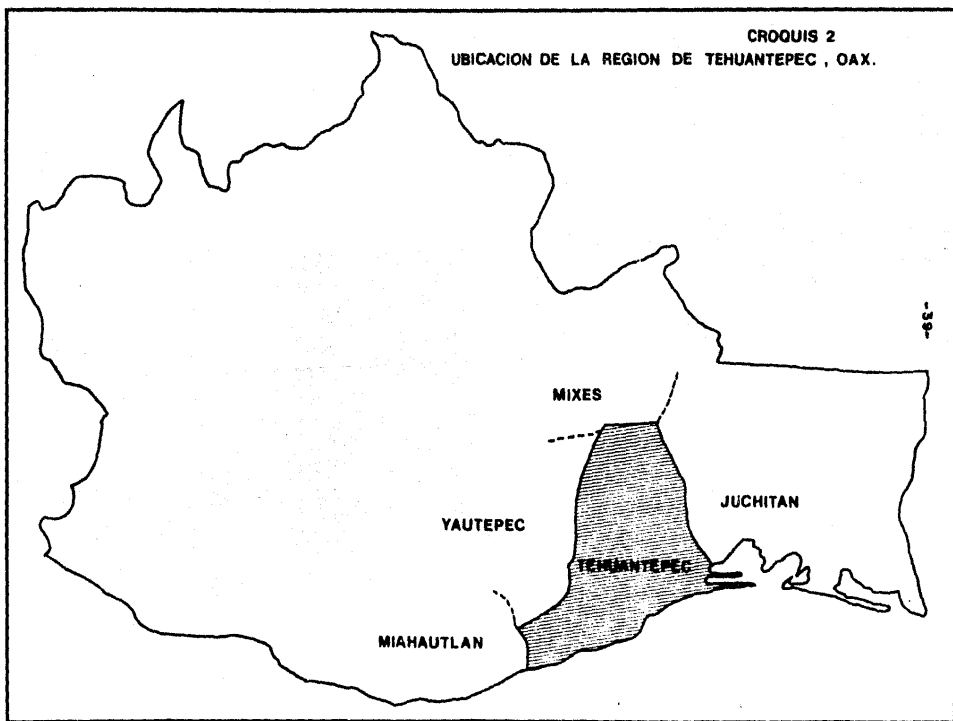 CROQUIS 2
UBICACION DE LA REGION DE TEHUANTEPEC , OAX.
-39-
MIXES
JUCHITAN
YAUTEPEC
TEHUANTEPEC
MIAHAUTLAN